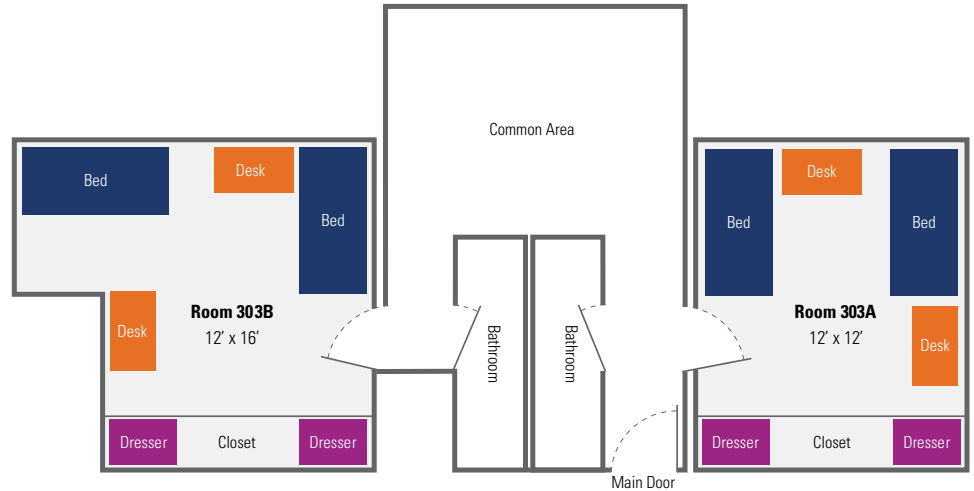 Common Area
Bed
Desk
Bed
Bed
Desk
Bed
Room 303B
12’ x 16’
Desk
Bathroom
Bathroom
Room 303A
12’ x 12’
Desk
Dresser
Closet
Dresser
Dresser
Closet
Dresser
Main Door